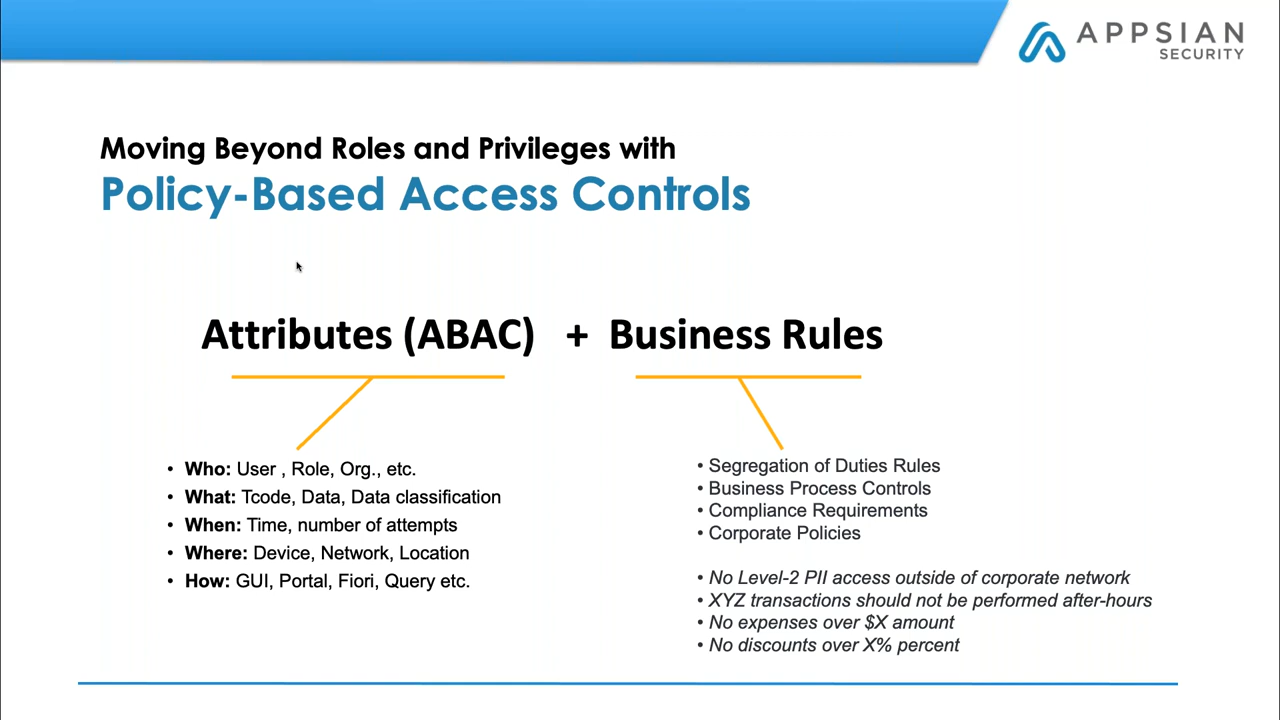 APPSIAN
SECURITY
Moving Beyond Roles and Privileges with
Policy-Based Access Controls
Attributes (ABAC) + Business Rules
• Who: User , Role, Org., etc.
• What: Tcode, Data, Data classification
• When: Time, number of attempts
• Where: Device, Network, Location
• How: GUI, Portal, Fiori, Query etc.
• Segregation of Duties Rules
• Business Process Controls
• Compliance Requirements
• Corporate Policies
• No Level-2 PII access outside of corporate network
• XYZ transactions should not be performed after-hours
• No expenses over $X amount
• No discounts over X% percent